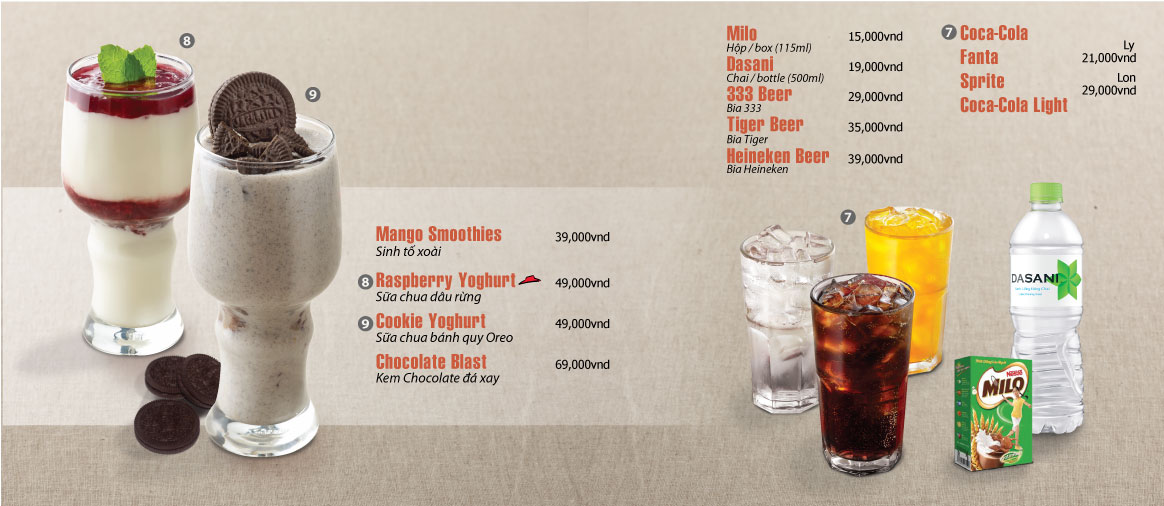 8
9
Mango Smoothies 39,000vnd
Sinh tố xoài
8 Raspberry Yoghurt 49,000vnd
Sữa chua dâu rừng
9 Cookie Yoghurt 49,000vnd
Sữa chua bánh quy Oreo
Chocolate Blast 69,000vnd
Kem Chocolate đá xay
Milo 15,000vnd
Hộp / box (115ml)
Dasani 19,000vnd
Chai / bottle (500ml)
333 Beer 29,000vnd
Bia 333
Tiger Beer 35,000vnd
Bia Tiger
Heineken Beer 39,000vnd
Bia Heineken
7 Coca-Cola
Fanta
Sprite
Coca-Cola Light
Ly
21,000vnd
Lon
29,000vnd
7
DASANI
Nestlé
MILO